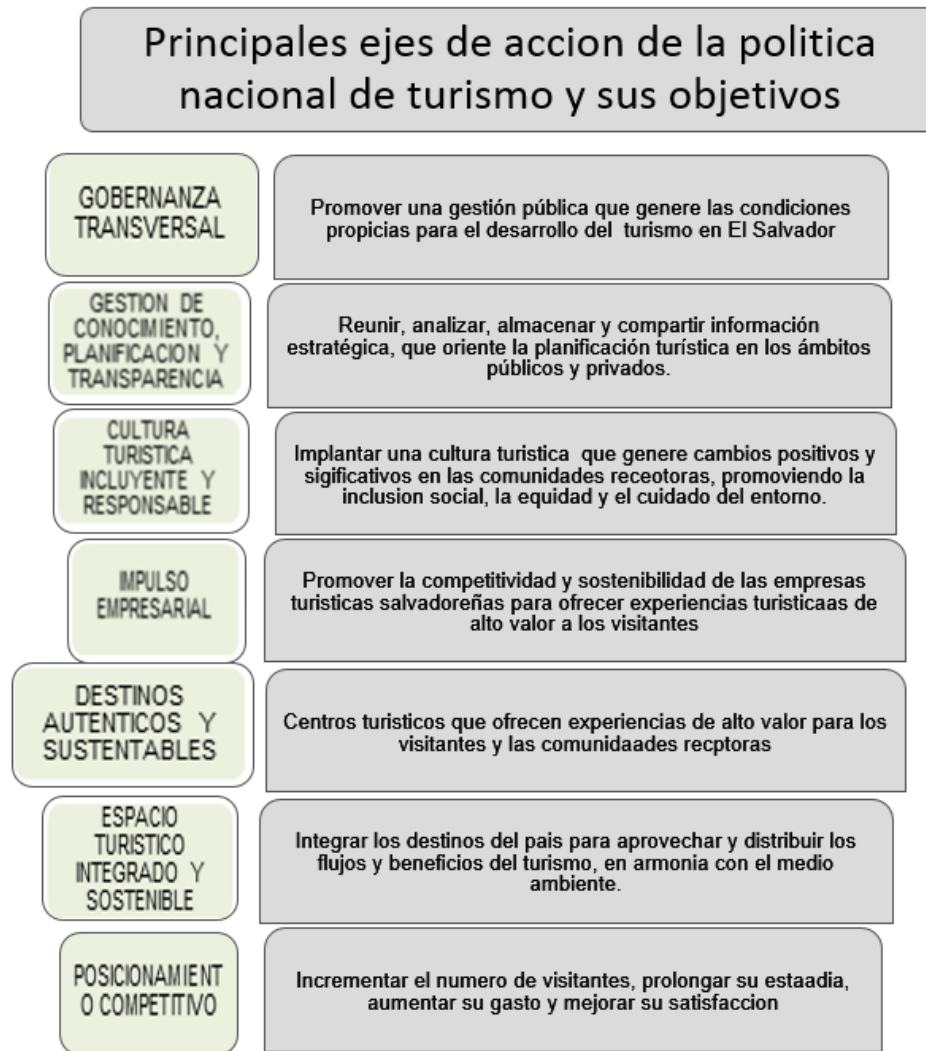 Principales ejes de accion de la politica
nacional de turismo y sus objetivos
GOBERNANZA
TRANSVERSAL
Promover una gestión pública que genere las condiciones
propicias para el desarrollo del turismo en El Salvador
GESTION DE
CONOCIMIENTO,
PLANIFICACION Y
TRANSPARENCIA
Reunir, analizar, almacenar y compartir información
estratégica, que oriente la planificación turística en los ámbitos
públicos y privados.
CULTURA
TURISTICA
INCLUYENTE Y
RESPONSABLE
Implantar una cultura turistica que genere cambios positivos y
sigificativos en las comunidades receotoras, promoviendo la
inclusion social, la equidad y el cuidado del entorno.
IMPULSO
EMPRESARIAL
Promover la competitividad y sostenibilidad de las empresas
turisticas salvadoreñas para ofrecer experiencias turisticaas de
alto valor a los visitantes
DESTINOS
AUTENTICOS Y
SUSTENTABLES
Centros turisticos que ofrecen experiencias de alto valor para los
visitantes y las comunidaades recptoras
ESPACIO
TURISTICO
INTEGRADO Y
SOSTENIBLE
Integrar los destinos del pais para aprovechar y distribuir los
flujos y beneficios del turismo, en armonia con el medio
ambiente.
POSICIONAMIENT
O COMPETITIVO
Incrementar el numero de visitantes, prolongar su estaadia,
aumentar su gasto y mejorar su satisfaccion